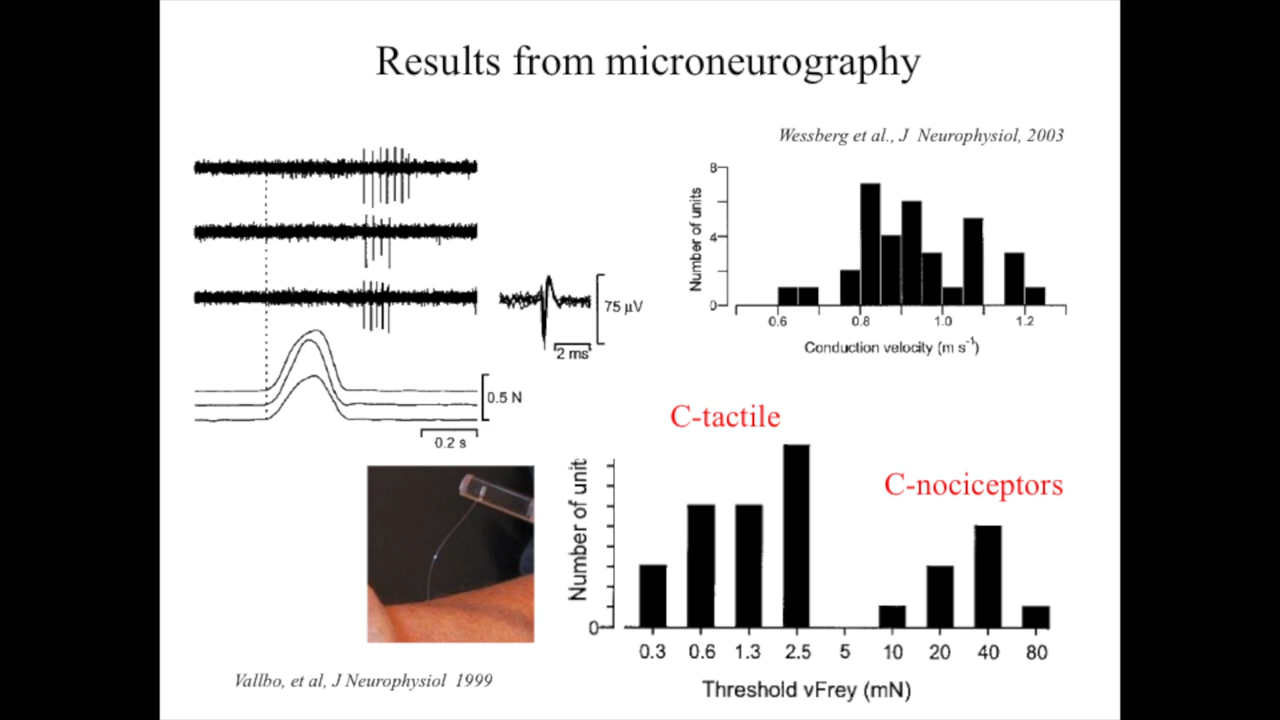 Results from microneurography
Wessberg et al., J Neurophysiol, 2003
75 µV
2 ms
0.5 N
0.2 s
Number of units
8
4
0
0.6 0.8 1.0 1.2
Conduction velocity (m s⁻¹)
C-tactile
C-nociceptors
Number of unit
0
0.3 0.6 1.3 2.5 5 10 20 40 80
Threshold vFrey (mN)
Vallbo, et al, J Neurophysiol 1999